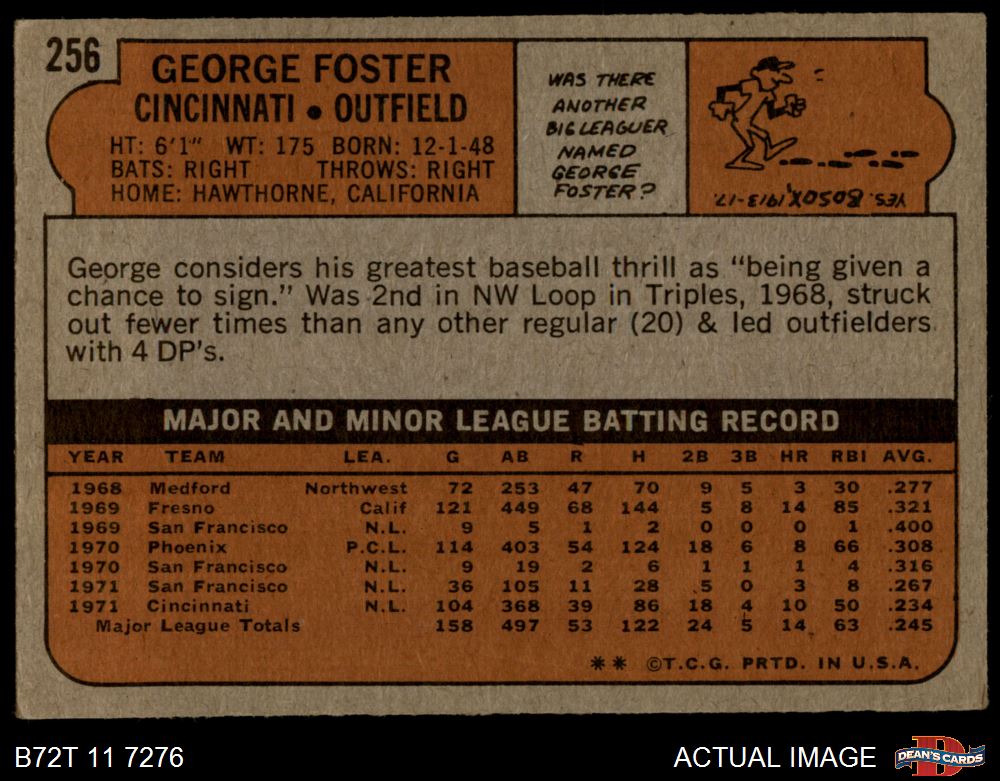 256
GEORGE FOSTER
CINCINNATI • OUTFIELD
HT: 6'1" WT: 175 BORN: 12-1-48
BATS: RIGHT THROWS: RIGHT
HOME: HAWTHORNE, CALIFORNIA
WAS THERE
ANOTHER
BIG LEAGUER
NAMED
GEORGE
FOSTER?
YES. BOSOX 1913-17.
George considers his greatest baseball thrill as "being given a
chance to sign." Was 2nd in NW Loop in Triples, 1968, struck
out fewer times than any other regular (20) & led outfielders
with 4 DP's.
MAJOR AND MINOR LEAGUE BATTING RECORD
YEAR TEAM LEA. G AB R H 2B 3B HR RBI AVG.
1968 Medford Northwest 72 253 47 70 9 5 3 30 .277
1969 Fresno Calif 121 449 68 144 5 8 14 85 .321
1969 San Francisco N.L. 9 5 1 2 0 0 0 1 .400
1970 Phoenix P.C.L. 114 403 54 124 18 6 8 66 .308
1970 San Francisco N.L. 9 19 2 6 1 1 1 4 .316
1971 San Francisco N.L. 36 105 11 28 5 0 3 8 .267
1971 Cincinnati N.L. 104 368 39 86 18 4 10 50 .234
Major League Totals 158 497 53 122 24 5 14 63 .245
** ©T.C.G. PRTD. IN U.S.A.
B72T 11 7276
ACTUAL IMAGE
DEAN'S CARDS